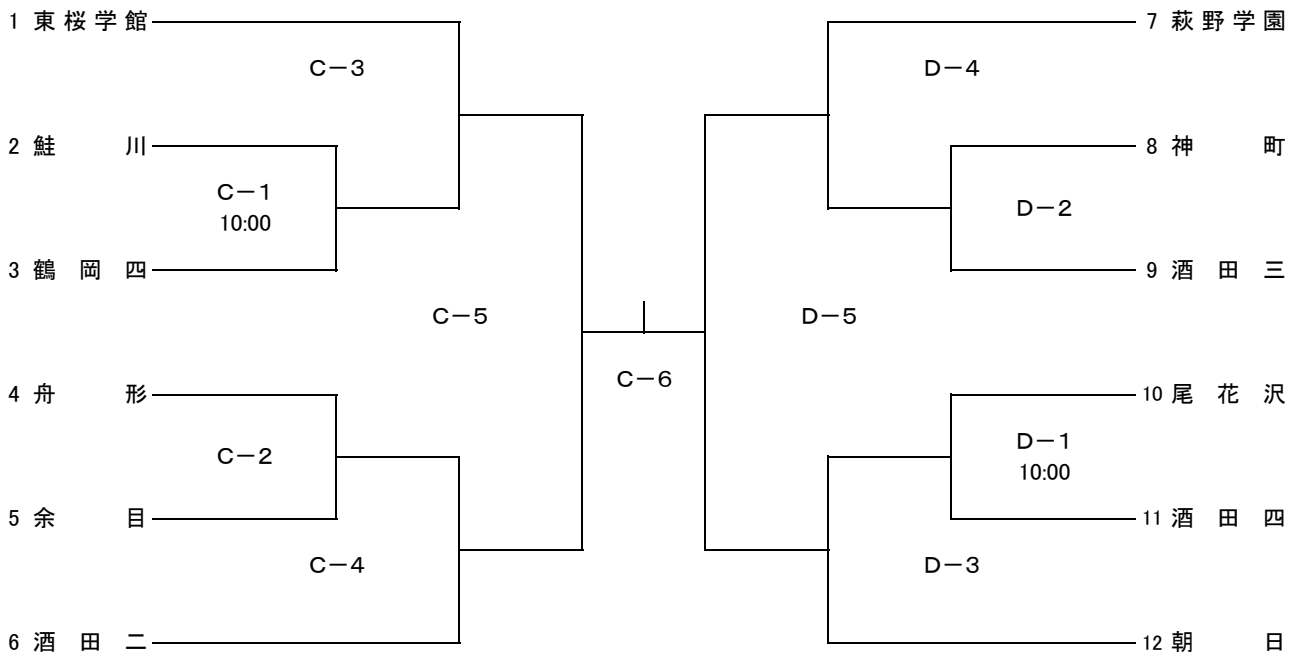 1 東桜学館
7 萩野学園
C－3
D－4
2 鮭川
8 神町
C－1
10:00
D－2
3 鶴岡四
9 酒田三
C－5
D－5
C－6
4 舟形
10 尾花沢
C－2
D－1
10:00
5 余目
11 酒田四
C－4
D－3
6 酒田二
12 朝日